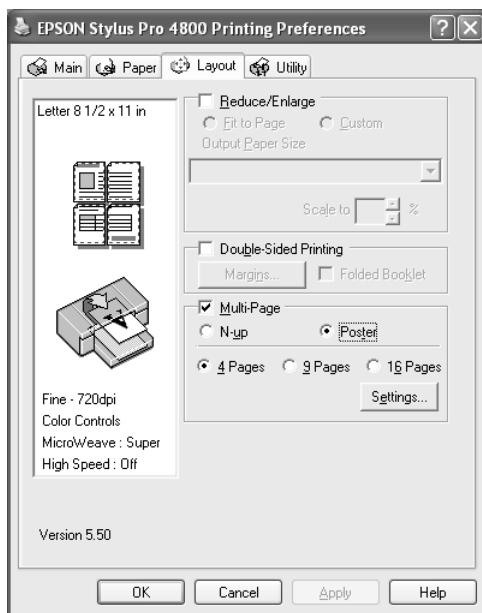 EPSON Stylus Pro 4800 Printing Preferences
Main Paper Layout Utility
Letter 8 1/2 x 11 in
Fine - 720dpi
Color Controls
MicroWeave : Super
High Speed : Off
Version 5.50
Reduce/Enlarge
Fit to Page Custom
Output Paper Size
Scale to %
Double-Sided Printing
Margins... Folded Booklet
Multi-Page
N-up Poster
4 Pages 9 Pages 16 Pages
Settings...
OK Cancel Apply Help